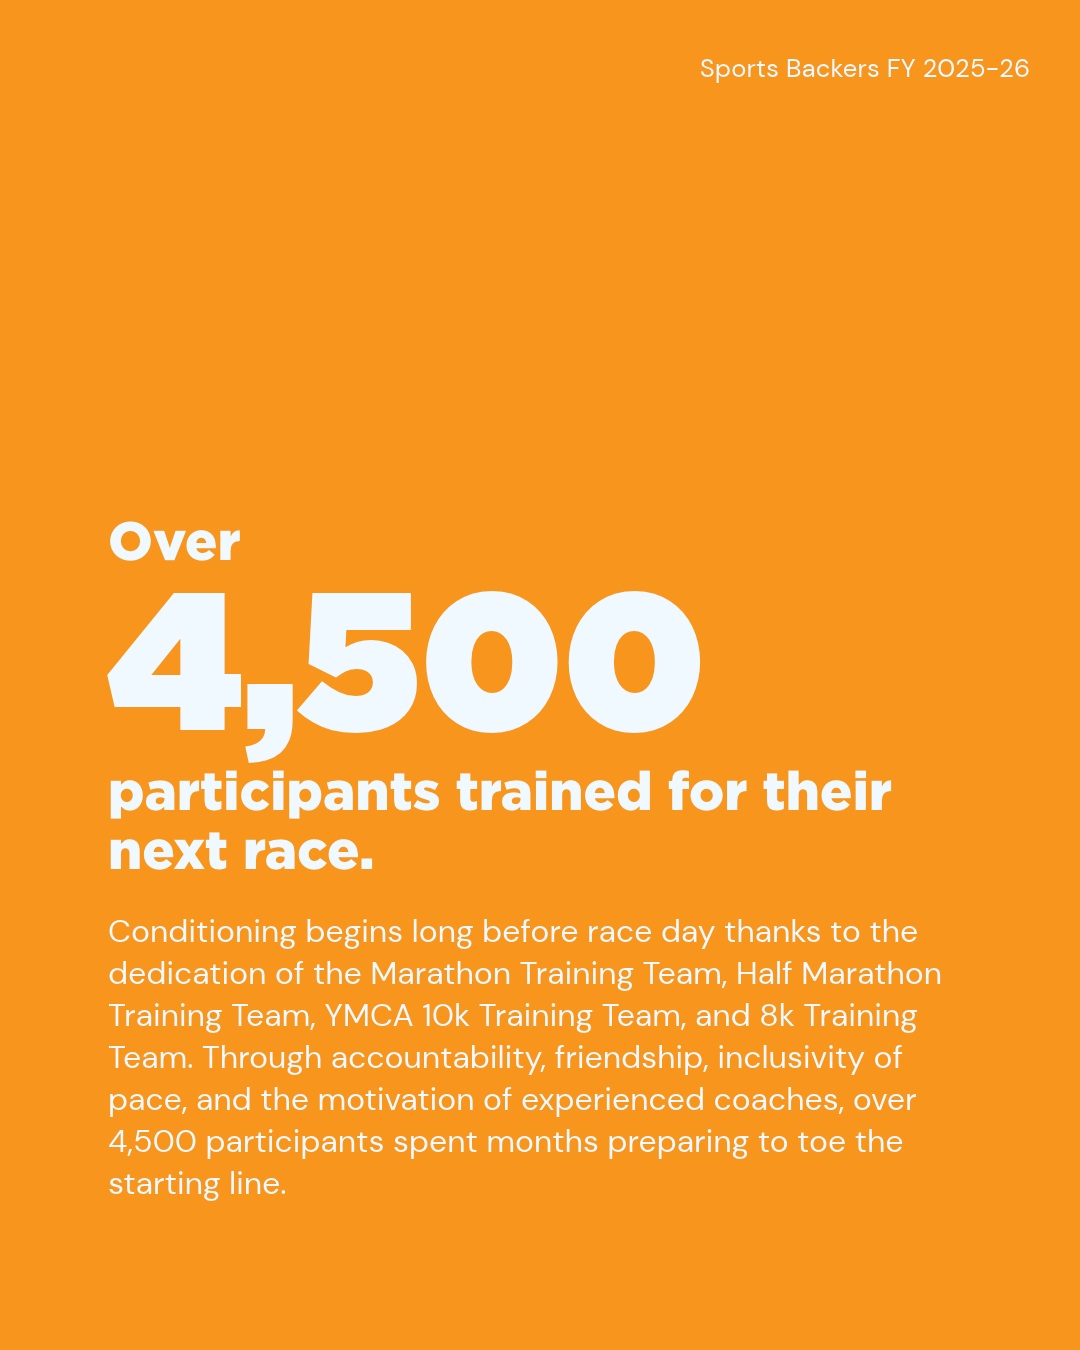 Sports Backers FY 2025-26
Over
4,500
participants trained for their
next race.
Conditioning begins long before race day thanks to the
dedication of the Marathon Training Team, Half Marathon
Training Team, YMCA 10k Training Team, and 8k Training
Team. Through accountability, friendship, inclusivity of
pace, and the motivation of experienced coaches, over
4,500 participants spent months preparing to toe the
starting line.